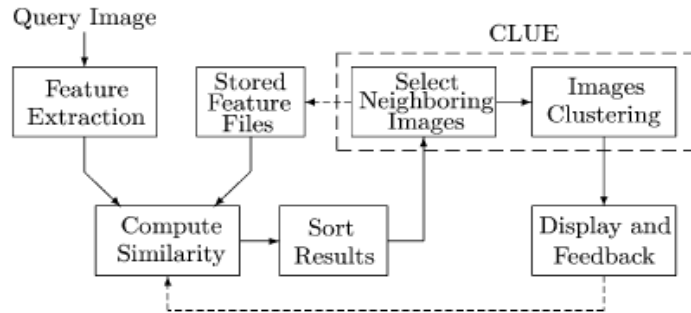 Query Image
CLUE
Feature
Extraction
Stored
Feature
Files
Select
Neighboring
Images
Images
Clustering
Compute
Similarity
Sort
Results
Display and
Feedback